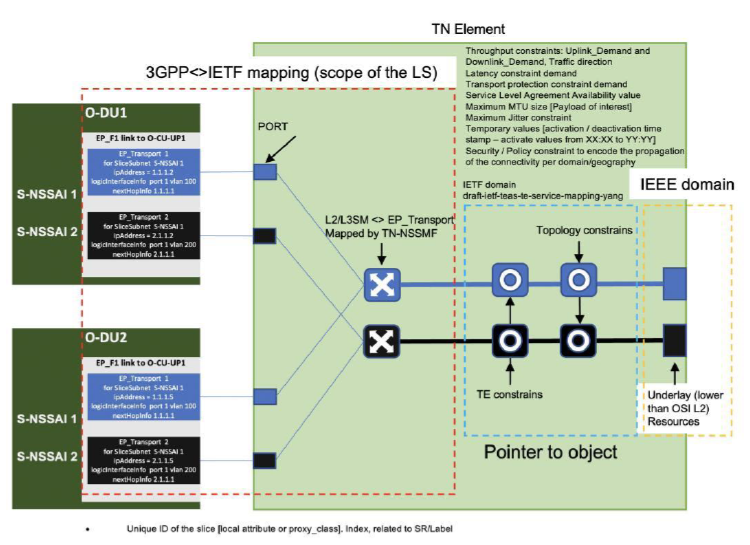 TN Element
Throughput constraints: Uplink_Demand and
Downlink_Demand, Traffic direction
Latency constraint demand
Transport protection constraint demand
Service Level Agreement Availability value
Maximum MTU size [Payload of interest]
Maximum Jitter constraint
Temporary values [activation / deactivation time
stamp – activate values from XX:XX to YY:YY]
Security / Policy constraint to encode the propagation
of the connectivity per domain/geography
3GPP<>IETF mapping (scope of the LS)
O-DU1
EP_F1 link to O-CU-UP1
EP_Transport 1
for SliceSubnet S-NSSAI 1
ipAddress = 1.1.1.2
logicInterfaceInfo port 1 vlan 100
nextHopInfo 1.1.1.1
S-NSSAI 1
S-NSSAI 2
EP_Transport 2
for SliceSubnet S-NSSAI 1
ipAddress = 2.1.1.2
logicInterfaceInfo port 1 vlan 200
nextHopInfo 2.1.1.1
PORT
L2/L3SM <> EP_Transport
Mapped by TN-NSSMF
IETF domain
draft-ietf-teas-te-service-mapping-yang
IEEE domain
Topology constrains
TE constrains
Underlay (lower
than OSI L2)
Resources
Pointer to object
O-DU2
EP_F1 link to O-CU-UP1
EP_Transport 1
for SliceSubnet S-NSSAI 1
ipAddress = 1.1.1.5
logicInterfaceInfo port 1 vlan 100
nextHopInfo 1.1.1.1
S-NSSAI 1
S-NSSAI 2
EP_Transport 2
for SliceSubnet S-NSSAI 1
ipAddress = 2.1.1.5
logicInterfaceInfo port 1 vlan 200
nextHopInfo 2.1.1.1
• Unique ID of the slice [local attribute or proxy_class]. Index, related to SR/Label